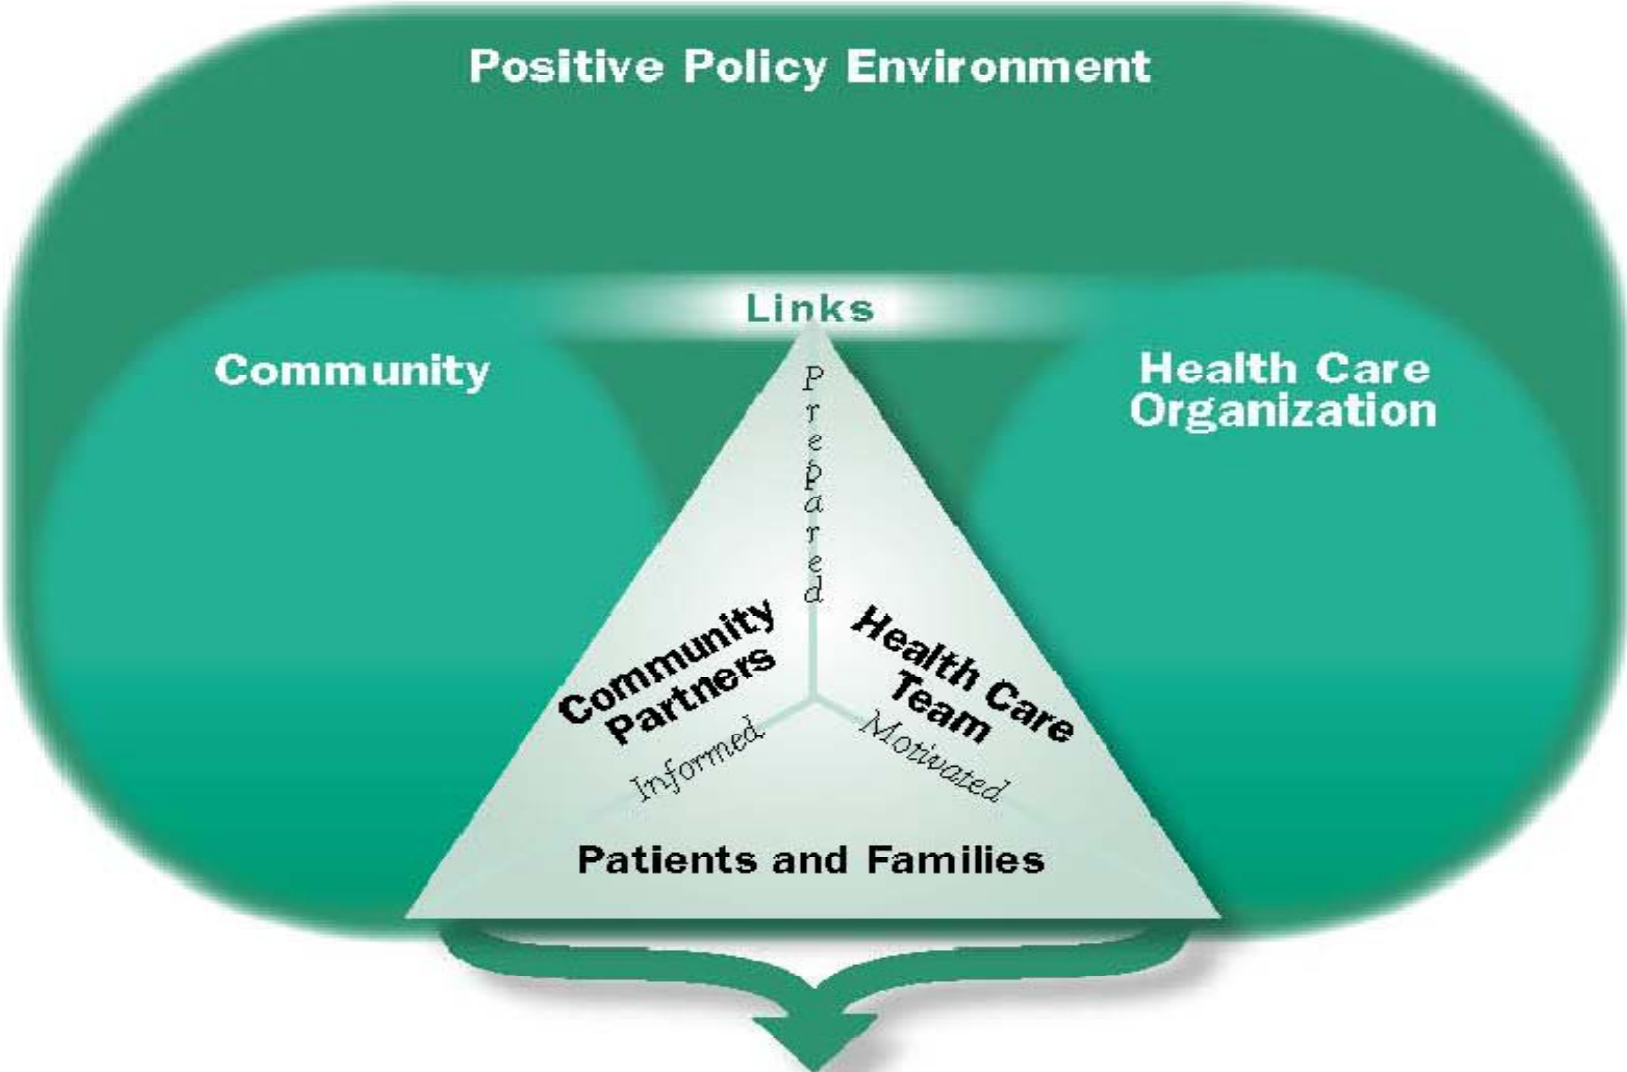 Positive Policy Environment
Links
Community
Health Care
Organization
Prepared
Community
Partners
Health Care
Team
Informed
Motivated
Patients and Families